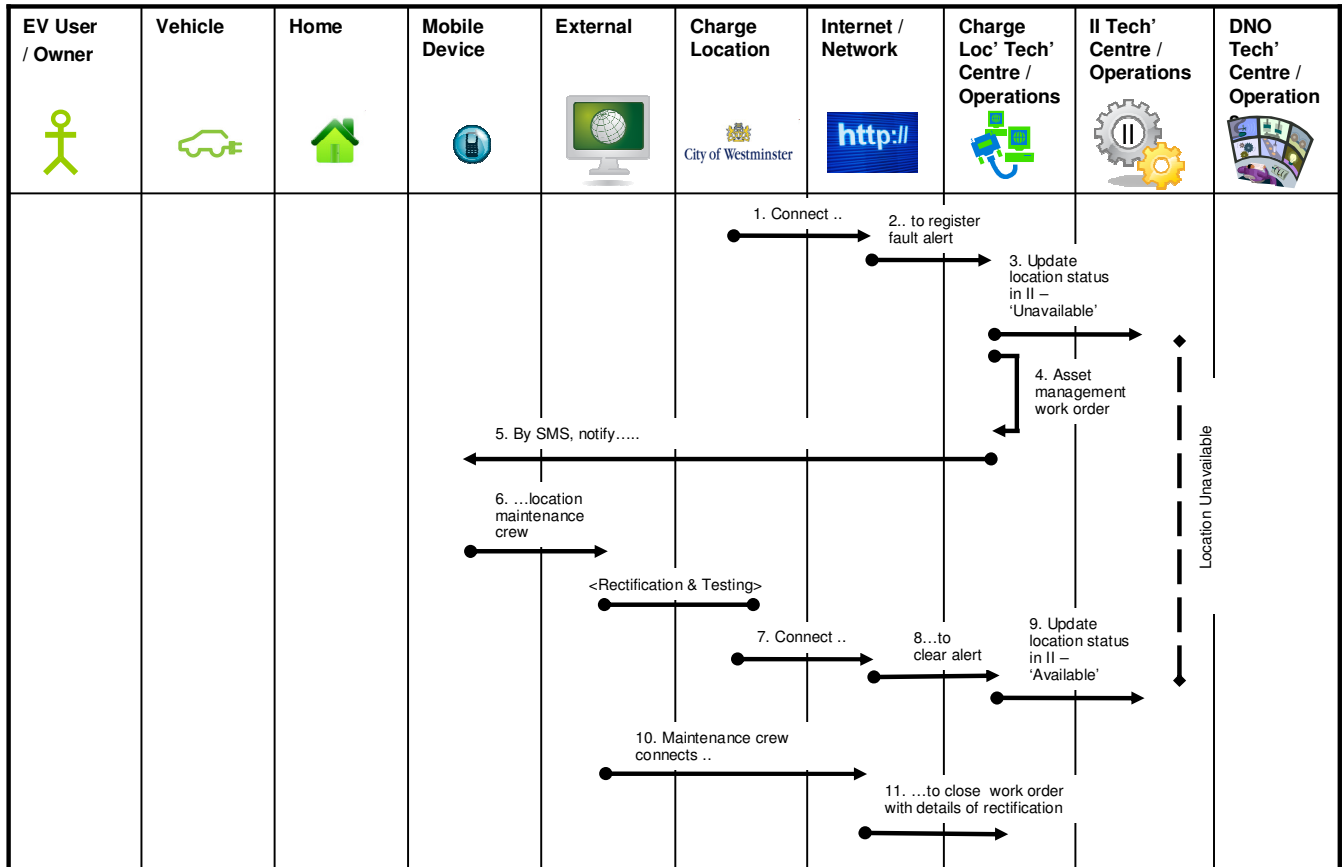 EV User
/ Owner
Vehicle
Home
Mobile
Device
External
Charge
Location
Internet /
Network
Charge
Loc' Tech'
Centre /
Operations
II Tech'
Centre /
Operations
DNO
Tech'
Centre /
Operation
City of Westminster
http://
II
1. Connect ..
2.. to register
fault alert
3. Update
location status
in II –
‘Unavailable’
4. Asset
management
work order
5. By SMS, notify…..
6. …location
maintenance
crew
<Rectification & Testing>
Location Unavailable
7. Connect ..
8…to
clear alert
9. Update
location status
in II –
‘Available’
10. Maintenance crew
connects ..
11. …to close work order
with details of rectification